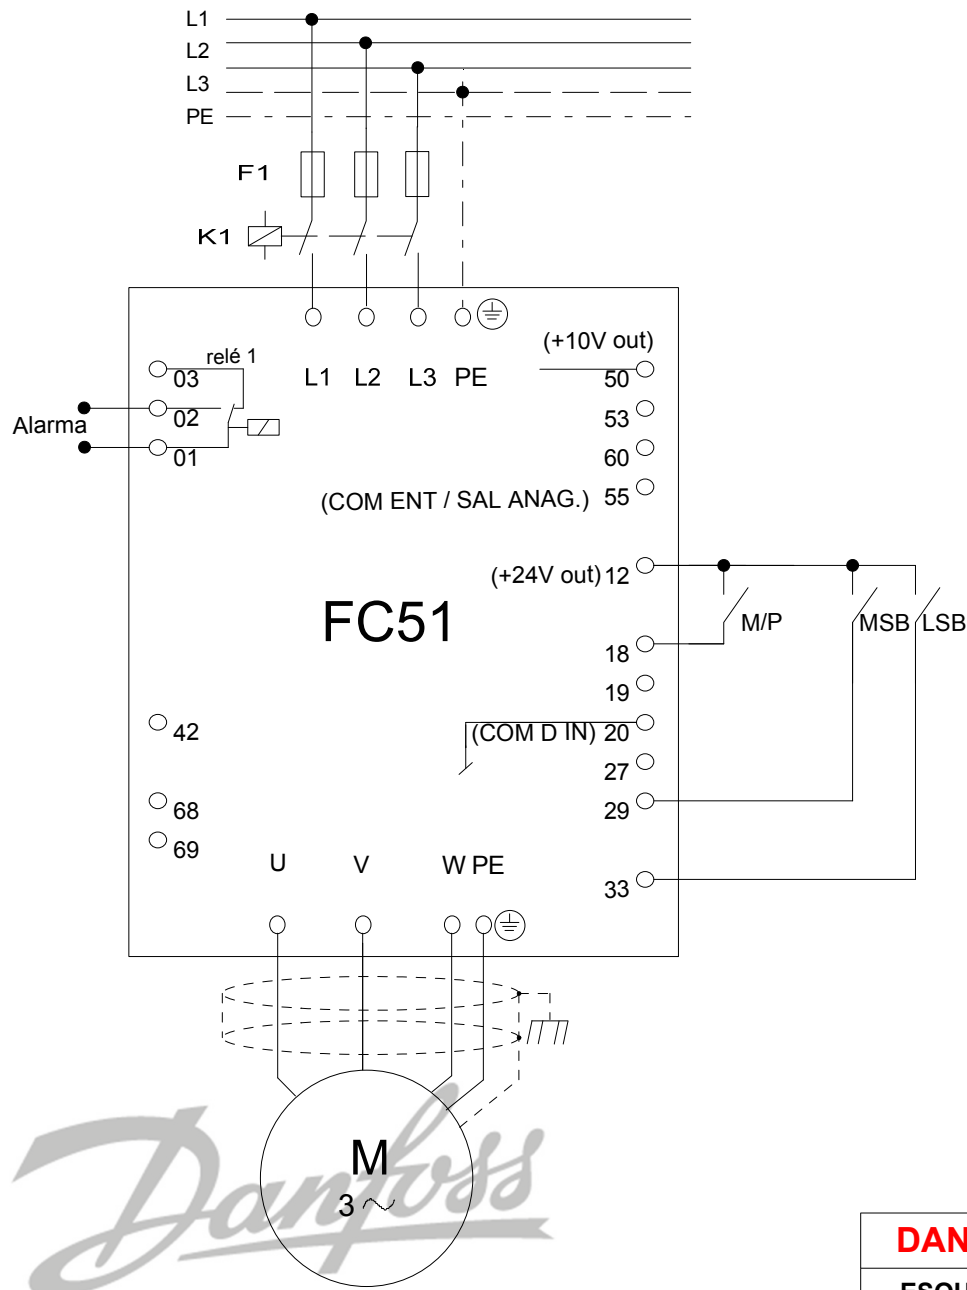 L1
L2
L3
PE
F1
K1
relé 1
03
02
01
Alarma
L1 L2 L3 PE
(+10V out)
50
53
60
(COM ENT / SAL ANAG.) 55
(+24V out) 12
FC51
M/P
MSB
LSB
18
19
(COM D IN) 20
27
29
33
42
68
69
U V W PE
M
3
Danfoss
DAN